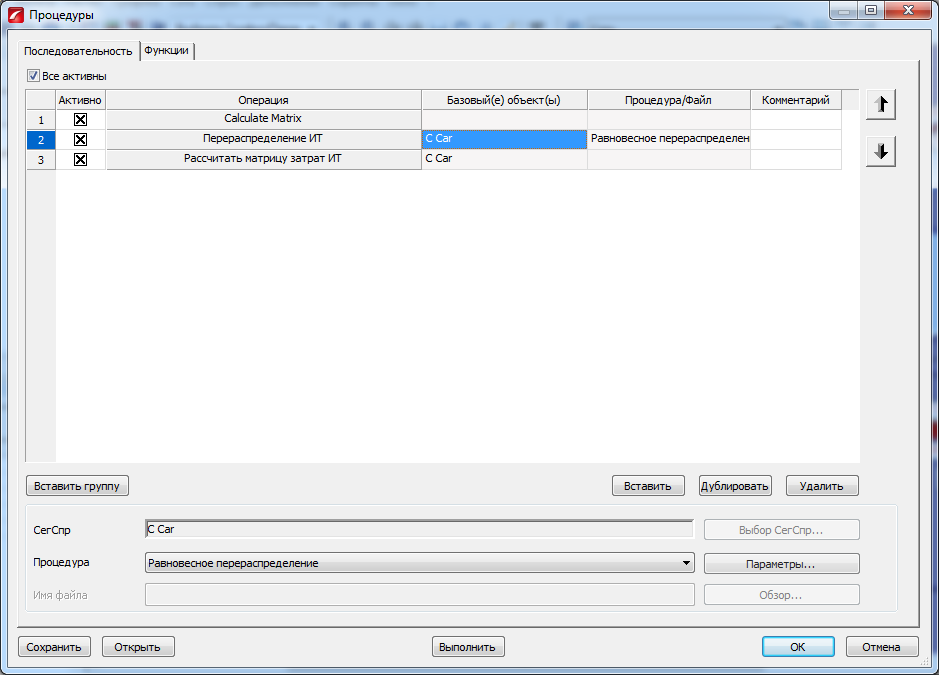 Процедуры
Последовательность Функции
Все активны
Активно Операция Базовый(е) объект(ы) Процедура/Файл Комментарий
1 Calculate Matrix
2 Перераспределение ИТ C Car Равновесное перераспределен
3 Рассчитать матрицу затрат ИТ C Car
Вставить группу Вставить Дублировать Удалить
СегСпр C Car Выбор СегСпр...
Процедура Равновесное перераспределение Параметры...
Имя файла Обзор...
Сохранить Открыть Выполнить ОК Отмена